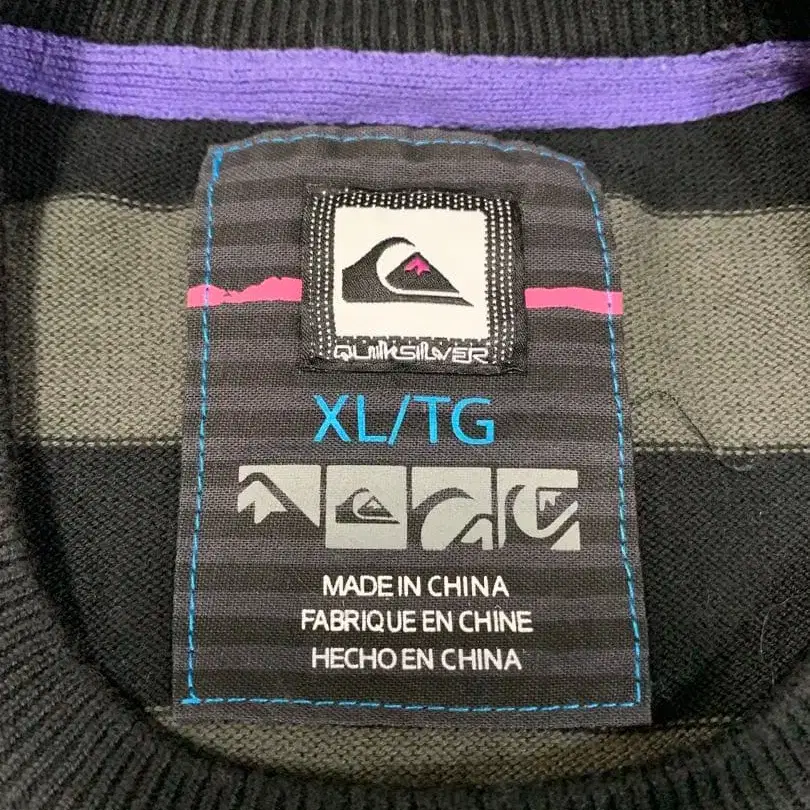 QUIKSILVER
XL/TG
MADE IN CHINA
FABRIQUE EN CHINE
HECHO EN CHINA